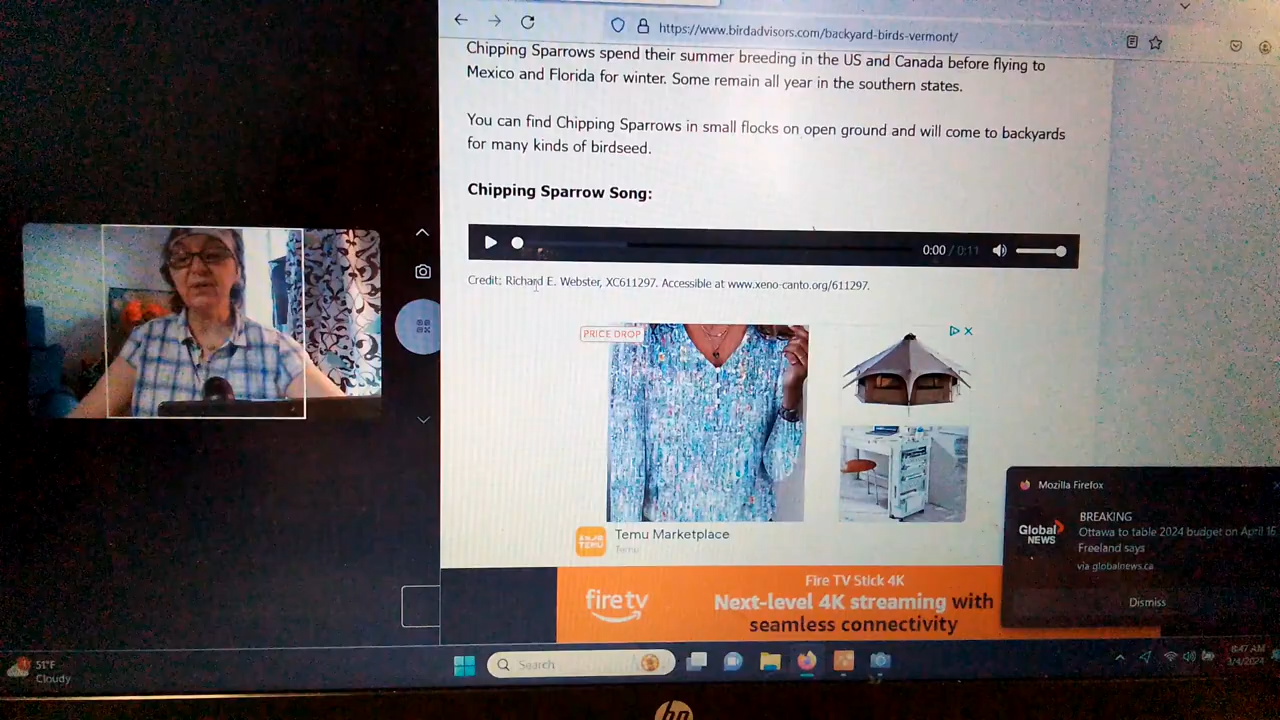 https://www.birdadvisors.com/backyard-birds-vermont/
Chipping Sparrows spend their summer breeding in the US and Canada before flying to
Mexico and Florida for winter. Some remain all year in the southern states.
You can find Chipping Sparrows in small flocks on open ground and will come to backyards
for many kinds of birdseed.
Chipping Sparrow Song:
0:00 / 0:11
Credit: Richard E. Webster, XC611297. Accessible at www.xeno-canto.org/611297.
PRICE DROP
TEMU
Temu Marketplace
Temu
Mozilla Firefox
Global NEWS
BREAKING
Ottawa to table 2024 budget on April 16
Freeland says
via globalnews.ca
Dismiss
firetv
Fire TV Stick 4K
Next-level 4K streaming with
seamless connectivity
51°F
Cloudy
Search
8:47 AM
3/4/2024
hp